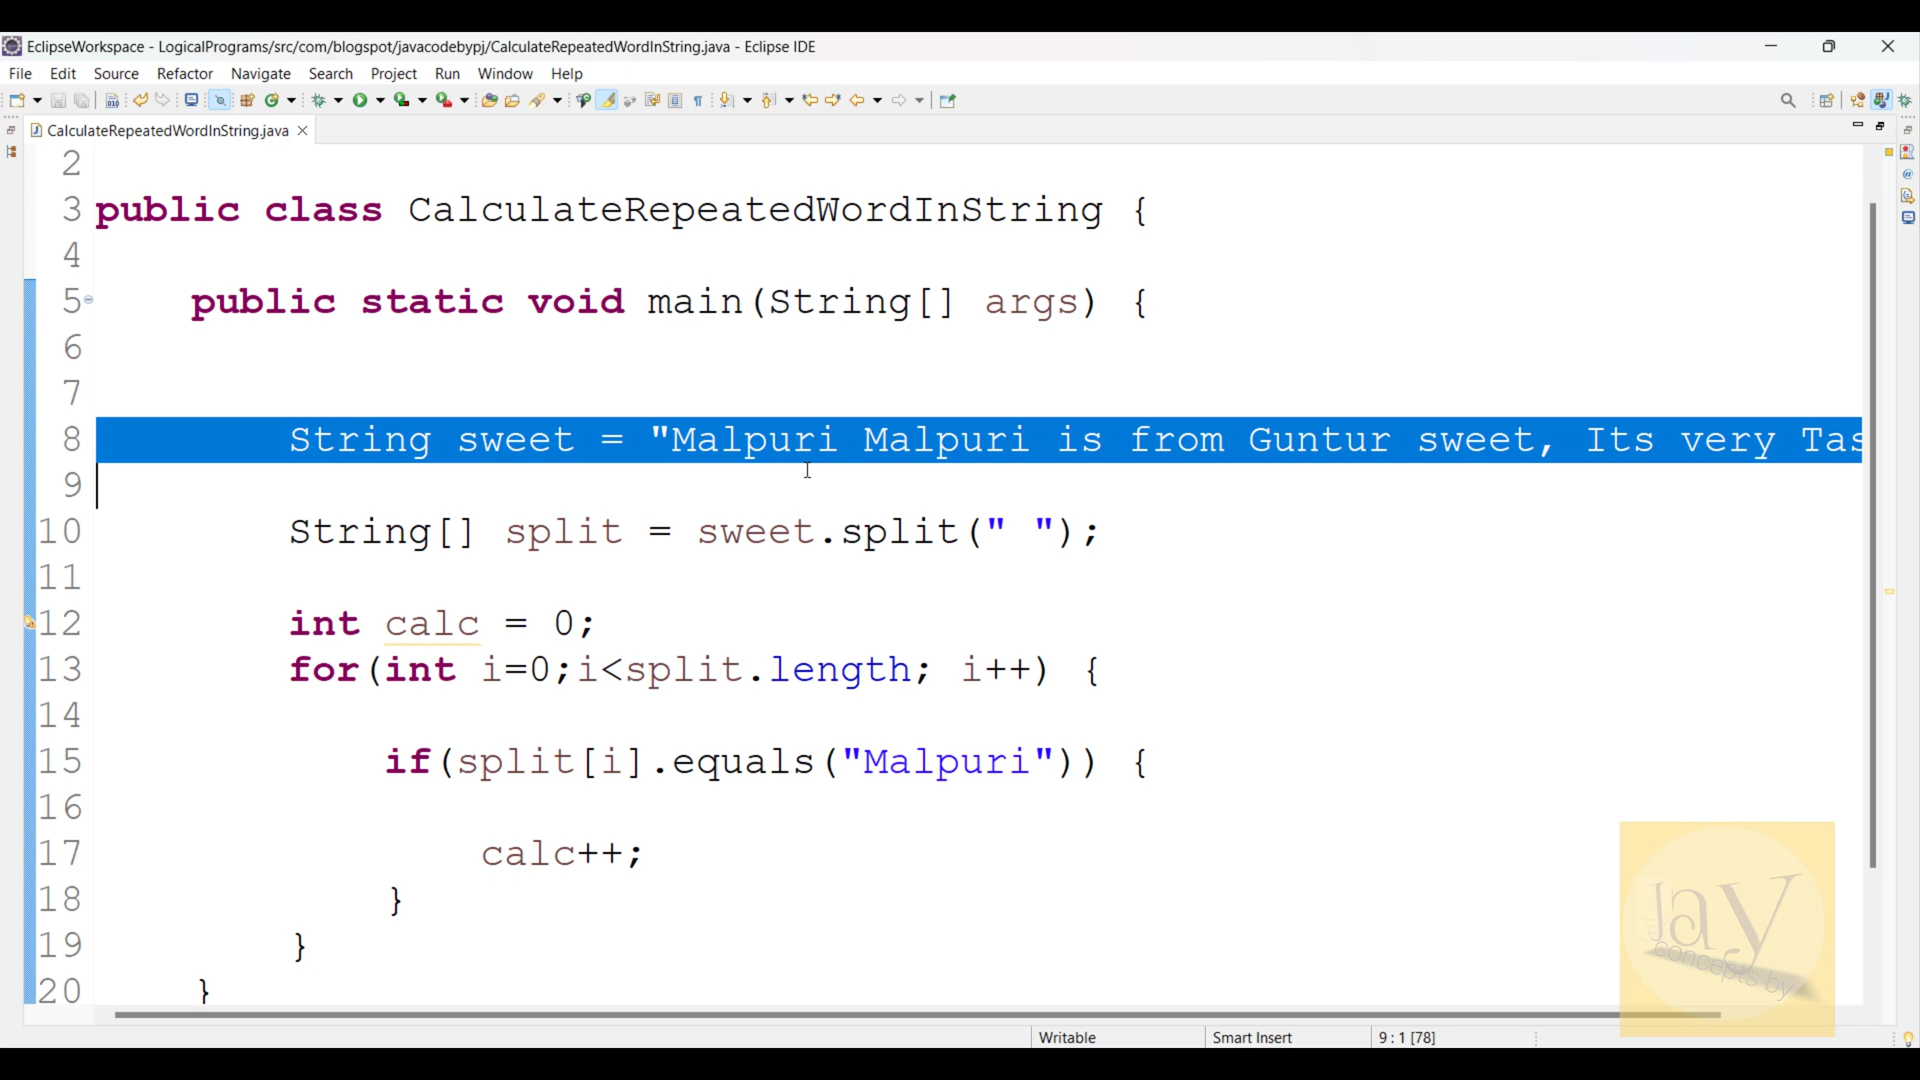 EclipseWorkspace - LogicalPrograms/src/com/blogspot/javacodebypj/CalculateRepeatedWordInString.java - Eclipse IDE
File Edit Source Refactor Navigate Search Project Run Window Help
CalculateRepeatedWordInString.java
2
3 public class CalculateRepeatedWordInString {
4
5 public static void main(String[] args) {
6
7
8 String sweet = "Malpuri Malpuri is from Guntur sweet, Its very Tas
9
10 String[] split = sweet.split(" ");
11
12 int calc = 0;
13 for(int i=0;i<split.length; i++) {
14
15 if(split[i].equals("Malpuri")) {
16
17 calc++;
18 }
19 }
20 }
Jay
concepts by
Writable Smart Insert 9 : 1 [78]